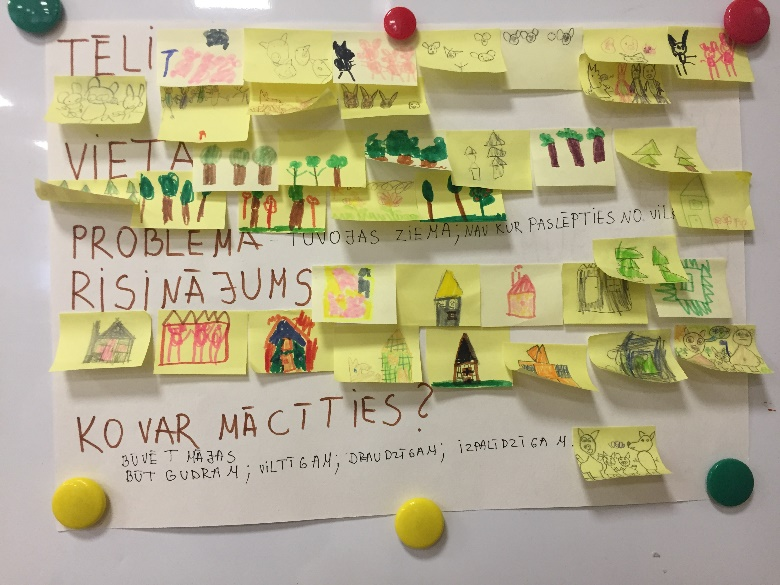 TĒLI
VIETA
PROBLĒMA - TUVOJAS ZIEMA; NAV KUR PASLĒPTIES NO
RISINĀJUMS
KO VAR MĀCĪTIES?
BŪVĒT MĀJAS
BŪT GUDRAM; VILTĪGAM; DRAUDZĪGAM; IZPALĪDZĪGAM.